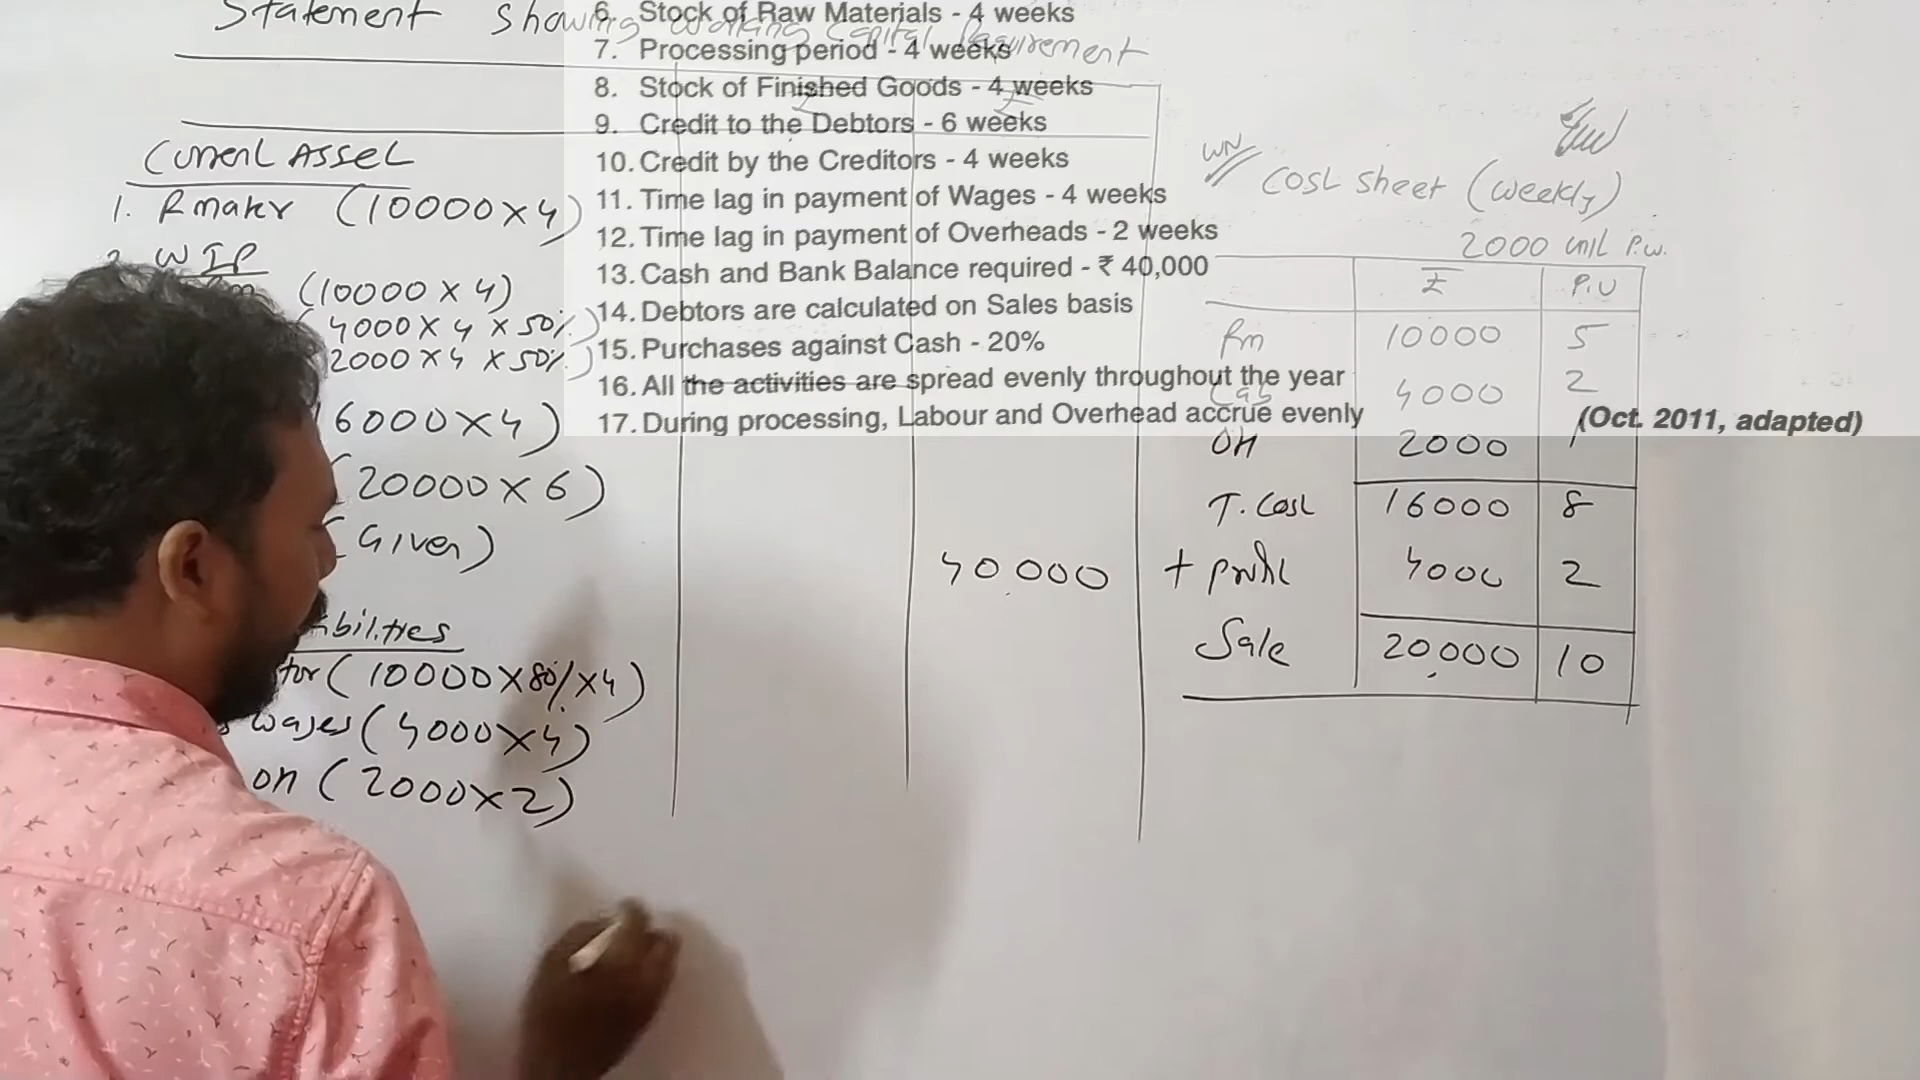 Statement showing Working Capital Requirement
6. Stock of Raw Materials - 4 weeks
7. Processing period - 4 weeks
8. Stock of Finished Goods - 4 weeks
9. Credit to the Debtors - 6 weeks
10. Credit by the Creditors - 4 weeks
11. Time lag in payment of Wages - 4 weeks
12. Time lag in payment of Overheads - 2 weeks
13. Cash and Bank Balance required - ₹ 40,000
14. Debtors are calculated on Sales basis
15. Purchases against Cash - 20%
16. All the activities are spread evenly throughout the year
17. During processing, Labour and Overhead accrue evenly
(Oct. 2011, adapted)
Current Asset
1. Rmater (10000 x 4)
2. WIP
(10000 x 4)
(4000 x 4 x 50%)
2000 x 4 x 50%)
6000 x 4)
(20000 x 6)
(Given)
40,000
bilities
tor (10000 x 80% x 4)
wages (4000 x 4)
OH (2000 x 2)
WN
Cost sheet (weekly)
2000 unit P.W.
₹ P.U
Rm 10000 5
Lab 4000 2
OH 2000 1
T. Cost 16000 8
+ profit 4000 2
Sale 20,000 10